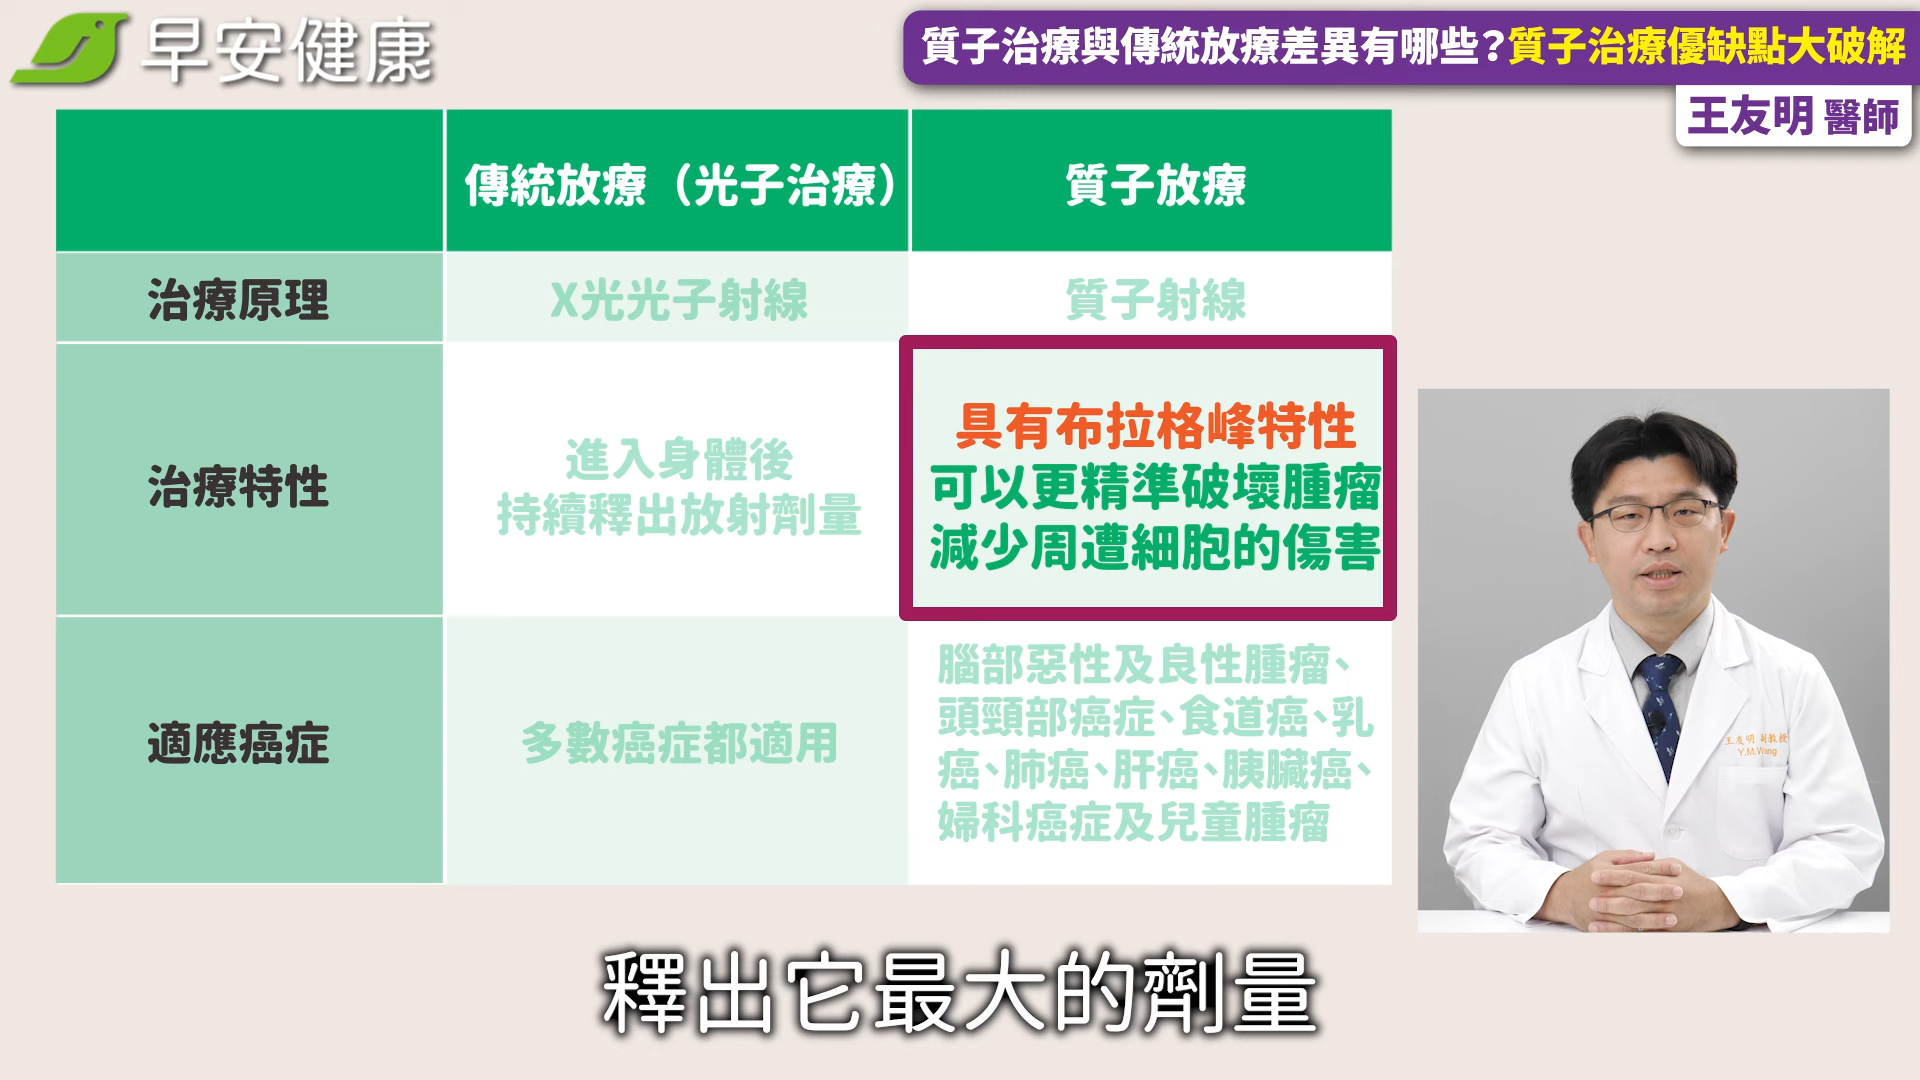 早安健康
質子治療與傳統放療差異有哪些？質子治療優缺點大破解
王友明 醫師
傳統放療（光子治療）
質子放療
治療原理
X光光子射線
質子射線
治療特性
進入身體後
持續釋出放射劑量
具有布拉格峰特性
可以更精準破壞腫瘤
減少周遭細胞的傷害
適應癌症
多數癌症都適用
腦部惡性及良性腫瘤、
頭頸部癌症、食道癌、乳
癌、肺癌、肝癌、胰臟癌、
婦科癌症及兒童腫瘤
王友明 副教授
Y.M.Wang
釋出它最大的劑量